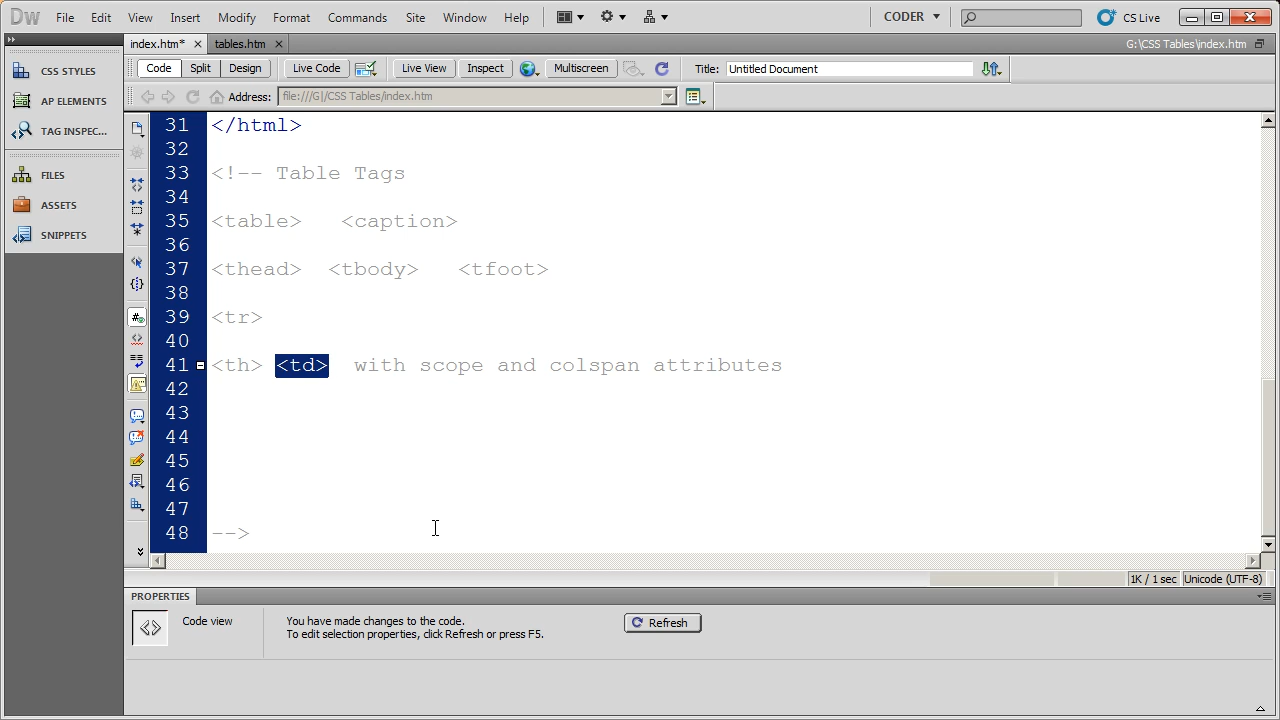 Dw File Edit View Insert Modify Format Commands Site Window Help CODER CS Live
index.htm* × tables.htm × G:\CSS Tables\index.htm
Code Split Design Live Code Live View Inspect Multiscreen Title: Untitled Document
Address: file:///G|/CSS Tables/index.htm
CSS STYLES
AP ELEMENTS
TAG INSPEC...
FILES
ASSETS
SNIPPETS
31 </html>
32
33 <!-- Table Tags
34
35 <table> <caption>
36
37 <thead> <tbody> <tfoot>
38
39 <tr>
40
41 <th> <td> with scope and colspan attributes
42
43
44
45
46
47
48 -->
1K / 1 sec Unicode (UTF-8)
PROPERTIES
Code view
You have made changes to the code.
To edit selection properties, click Refresh or press F5.
Refresh